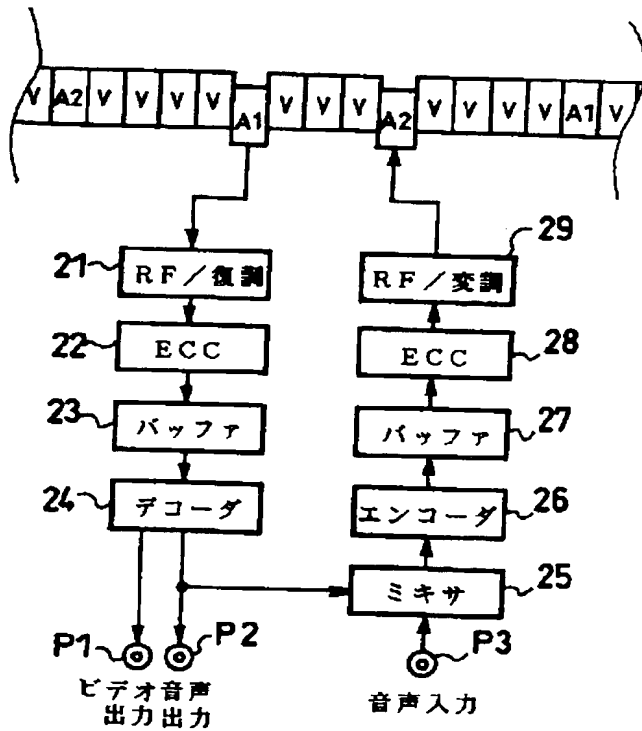 V A2 V V V V A1 V V V A2 V V V V A1 V
21 RF/復調
22 ECC
23 バッファ
24 デコーダ
29 RF/変調
28 ECC
27 バッファ
26 エンコーダ
25 ミキサ
P1 P2 P3
ビデオ 音声
出力 出力
音声入力